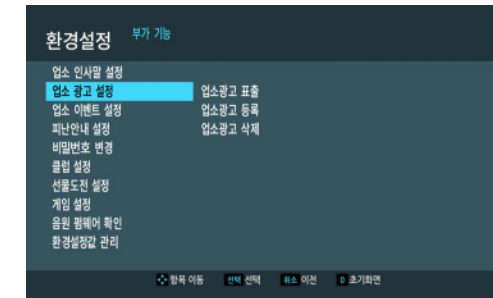 환경설정 부가 기능
업소 인사말 설정
업소 광고 설정 업소광고 표출
업소 이벤트 설정 업소광고 등록
피난안내 설정 업소광고 삭제
비밀번호 변경
클럽 설정
선물도전 설정
게임 설정
음원 펌웨어 확인
환경설정값 관리
항목 이동 선택 선택 취소 이전 0 초기화면